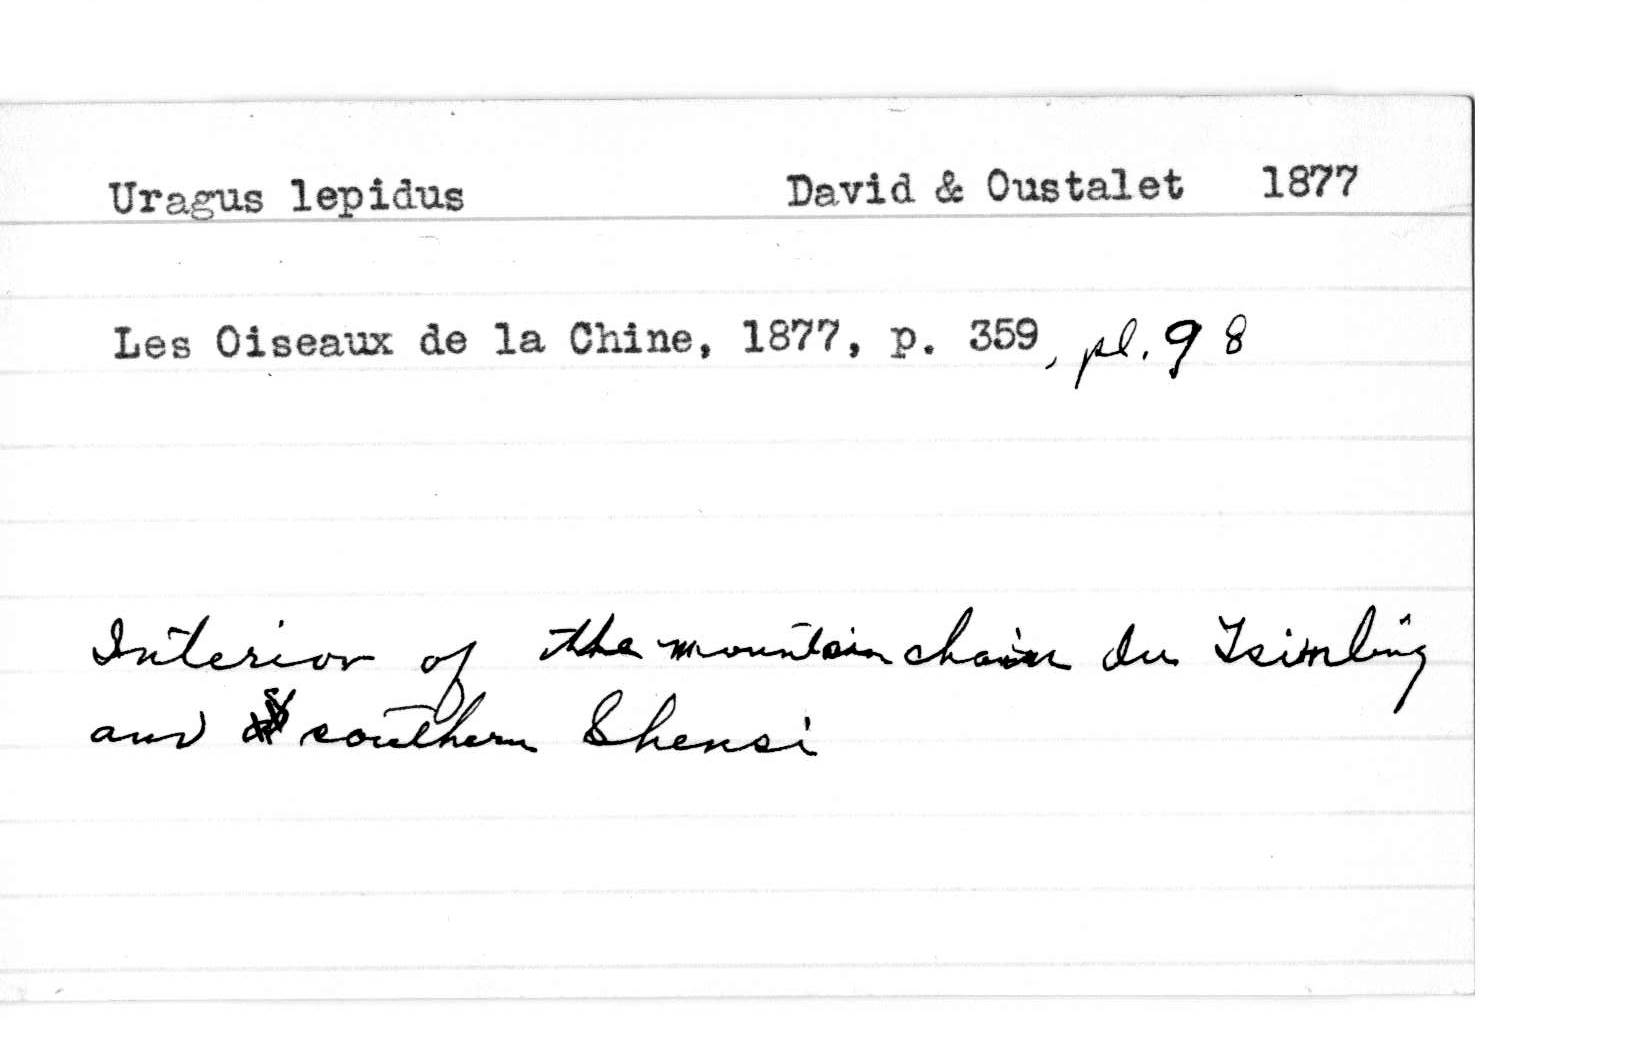 Uragus lepidus David & Oustalet 1877
Les Oiseaux de la Chine, 1877, p. 359, pl. 98
Interior of the mountain chain du Tsinling
and southern Shensi